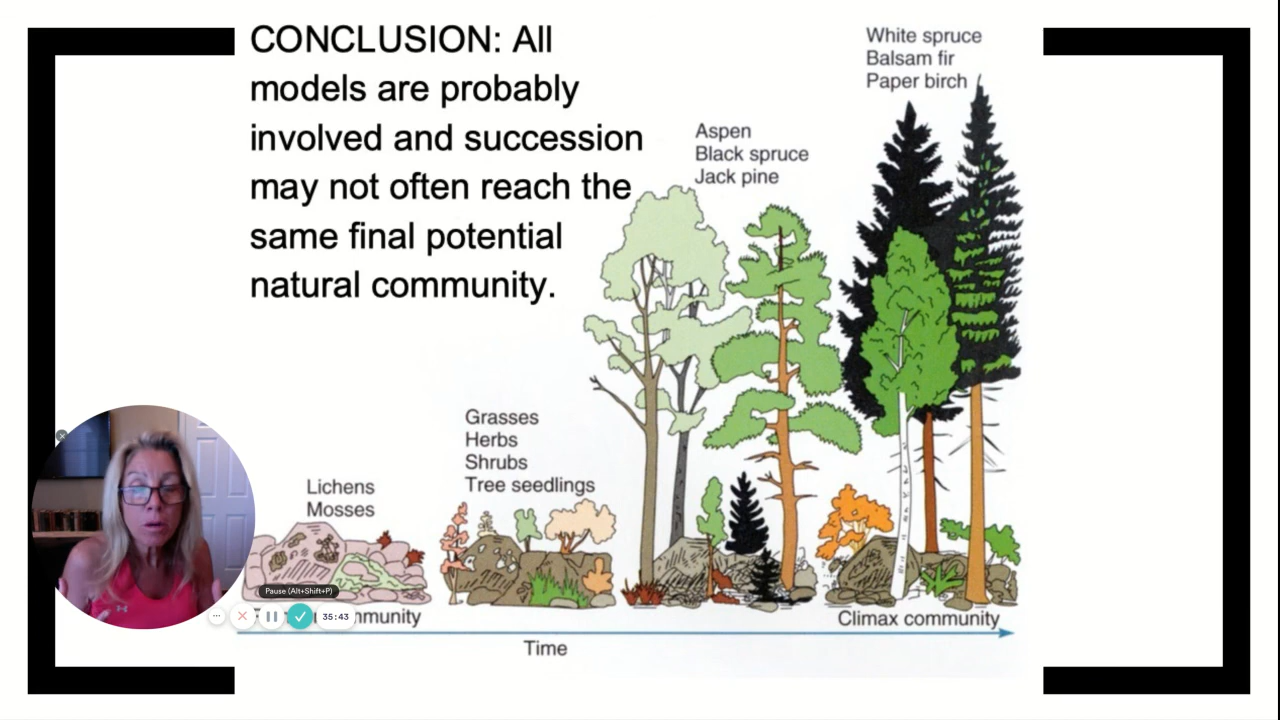 CONCLUSION: All
models are probably
involved and succession
may not often reach the
same final potential
natural community.
White spruce
Balsam fir
Paper birch
Aspen
Black spruce
Jack pine
Grasses
Herbs
Shrubs
Tree seedlings
Lichens
Mosses
Pause (Alt+Shift+P)
35:43
Climax community
Time